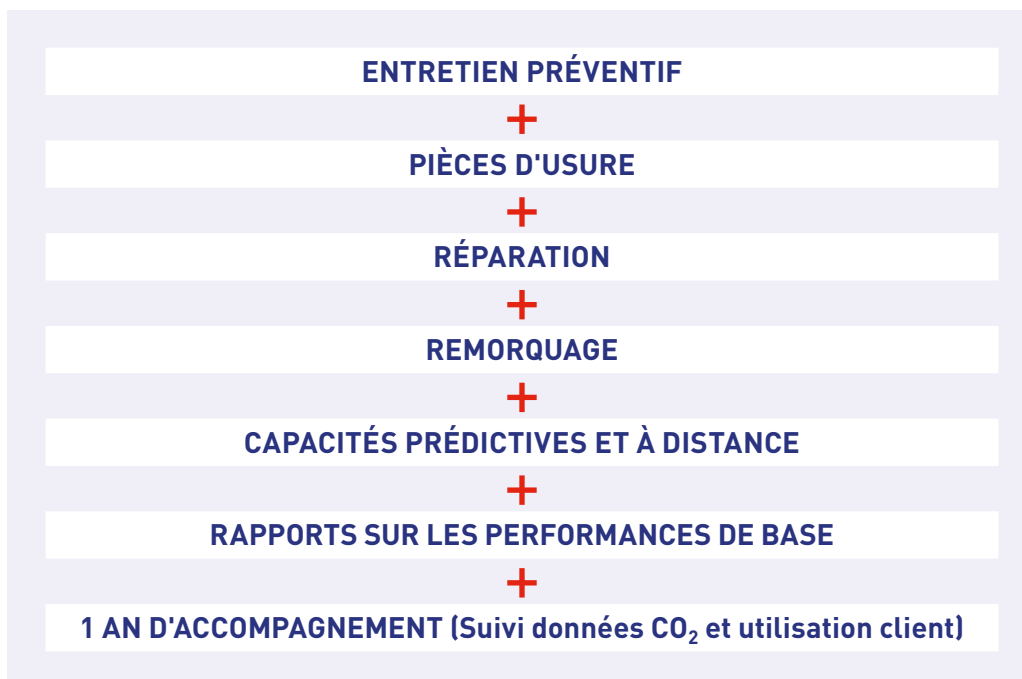 ENTRETIEN PRÉVENTIF
+
PIÈCES D'USURE
+
RÉPARATION
+
REMORQUAGE
+
CAPACITÉS PRÉDICTIVES ET À DISTANCE
+
RAPPORTS SUR LES PERFORMANCES DE BASE
+
1 AN D'ACCOMPAGNEMENT (Suivi données CO₂ et utilisation client)